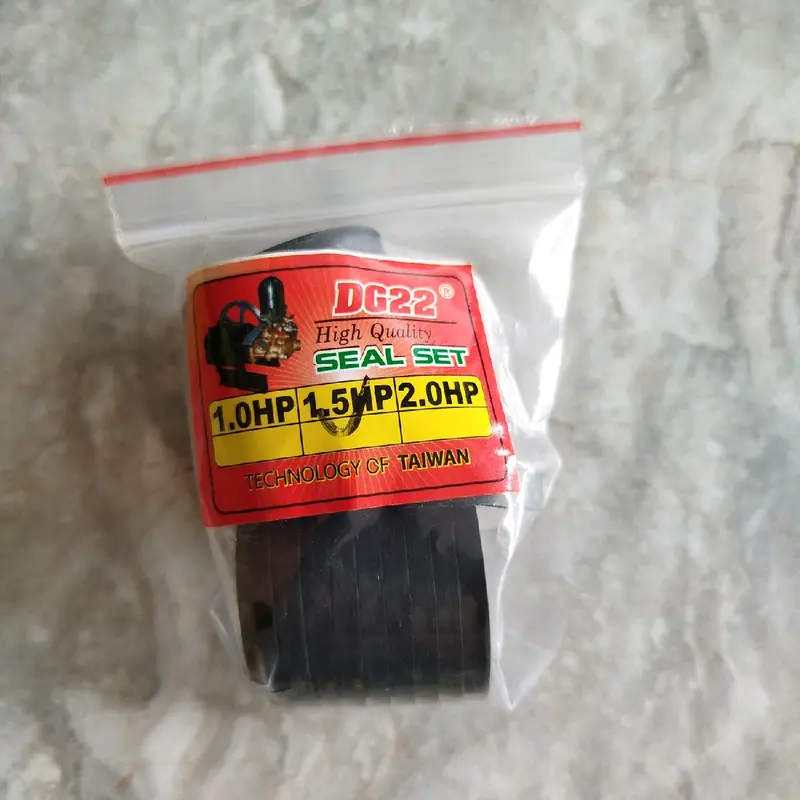 DG22®
High Quality
SEAL SET
1.0HP 1.5HP 2.0HP
TECHNOLOGY OF TAIWAN